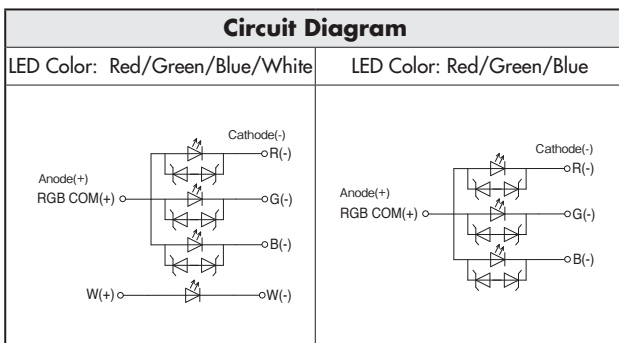 Circuit Diagram
LED Color: Red/Green/Blue/White
LED Color: Red/Green/Blue
Cathode(-)
R(-)
Anode(+)
RGB COM(+)
G(-)
B(-)
W(+)
W(-)
Cathode(-)
R(-)
Anode(+)
RGB COM(+)
G(-)
B(-)